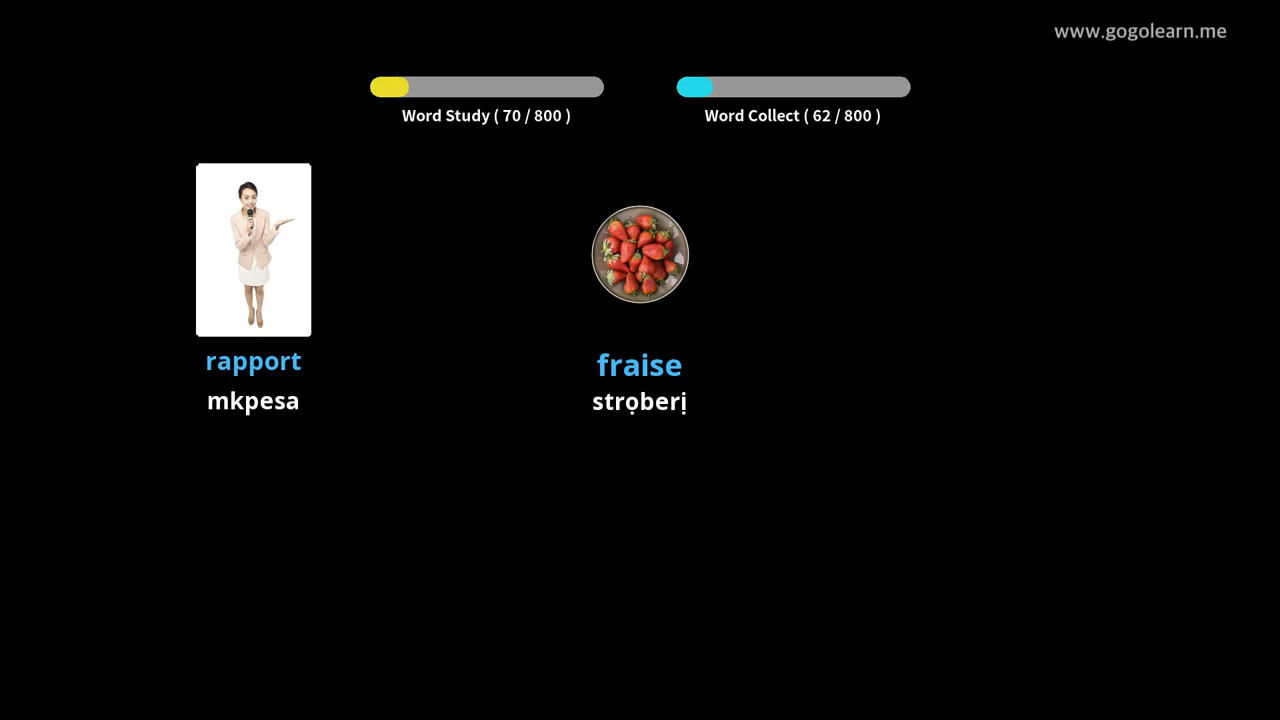 www.gogolearn.me
Word Study ( 70 / 800 )
Word Collect ( 62 / 800 )
rapport
mkpesa
fraise
strọberị